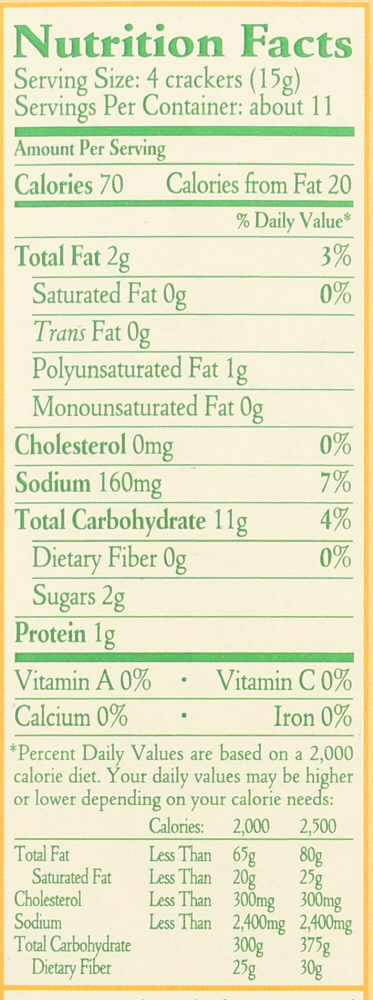 Nutrition Facts
Serving Size: 4 crackers (15g)
Servings Per Container: about 11
Amount Per Serving
Calories 70 Calories from Fat 20
% Daily Value*
Total Fat 2g 3%
Saturated Fat 0g 0%
Trans Fat 0g
Polyunsaturated Fat 1g
Monounsaturated Fat 0g
Cholesterol 0mg 0%
Sodium 160mg 7%
Total Carbohydrate 11g 4%
Dietary Fiber 0g 0%
Sugars 2g
Protein 1g
Vitamin A 0% • Vitamin C 0%
Calcium 0% • Iron 0%
*Percent Daily Values are based on a 2,000
calorie diet. Your daily values may be higher
or lower depending on your calorie needs:
Calories: 2,000 2,500
Total Fat Less Than 65g 80g
Saturated Fat Less Than 20g 25g
Cholesterol Less Than 300mg 300mg
Sodium Less Than 2,400mg 2,400mg
Total Carbohydrate 300g 375g
Dietary Fiber 25g 30g